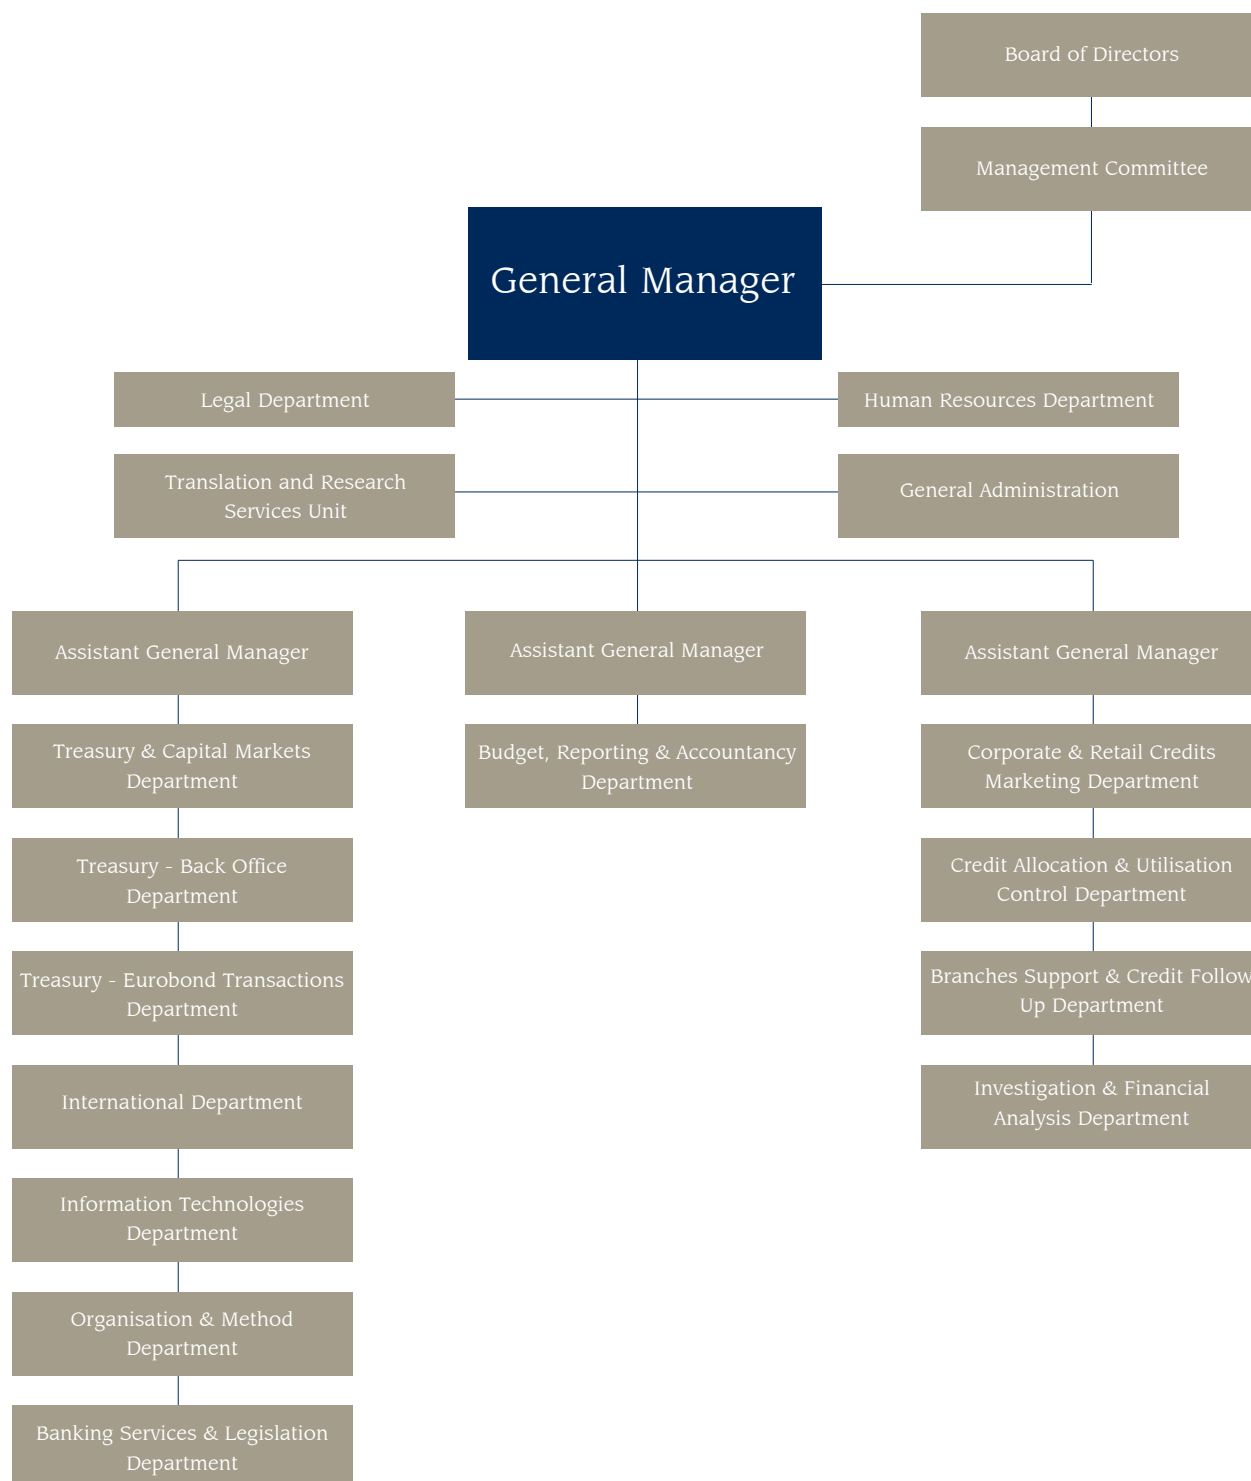 Board of Directors
Management Committee
General Manager
Legal Department
Human Resources Department
Translation and Research
Services Unit
General Administration
Assistant General Manager
Treasury & Capital Markets
Department
Treasury - Back Office
Department
Treasury - Eurobond Transactions
Department
International Department
Information Technologies
Department
Organisation & Method
Department
Banking Services & Legislation
Department
Assistant General Manager
Budget, Reporting & Accountancy
Department
Assistant General Manager
Corporate & Retail Credits
Marketing Department
Credit Allocation & Utilisation
Control Department
Branches Support & Credit Follow
Up Department
Investigation & Financial
Analysis Department